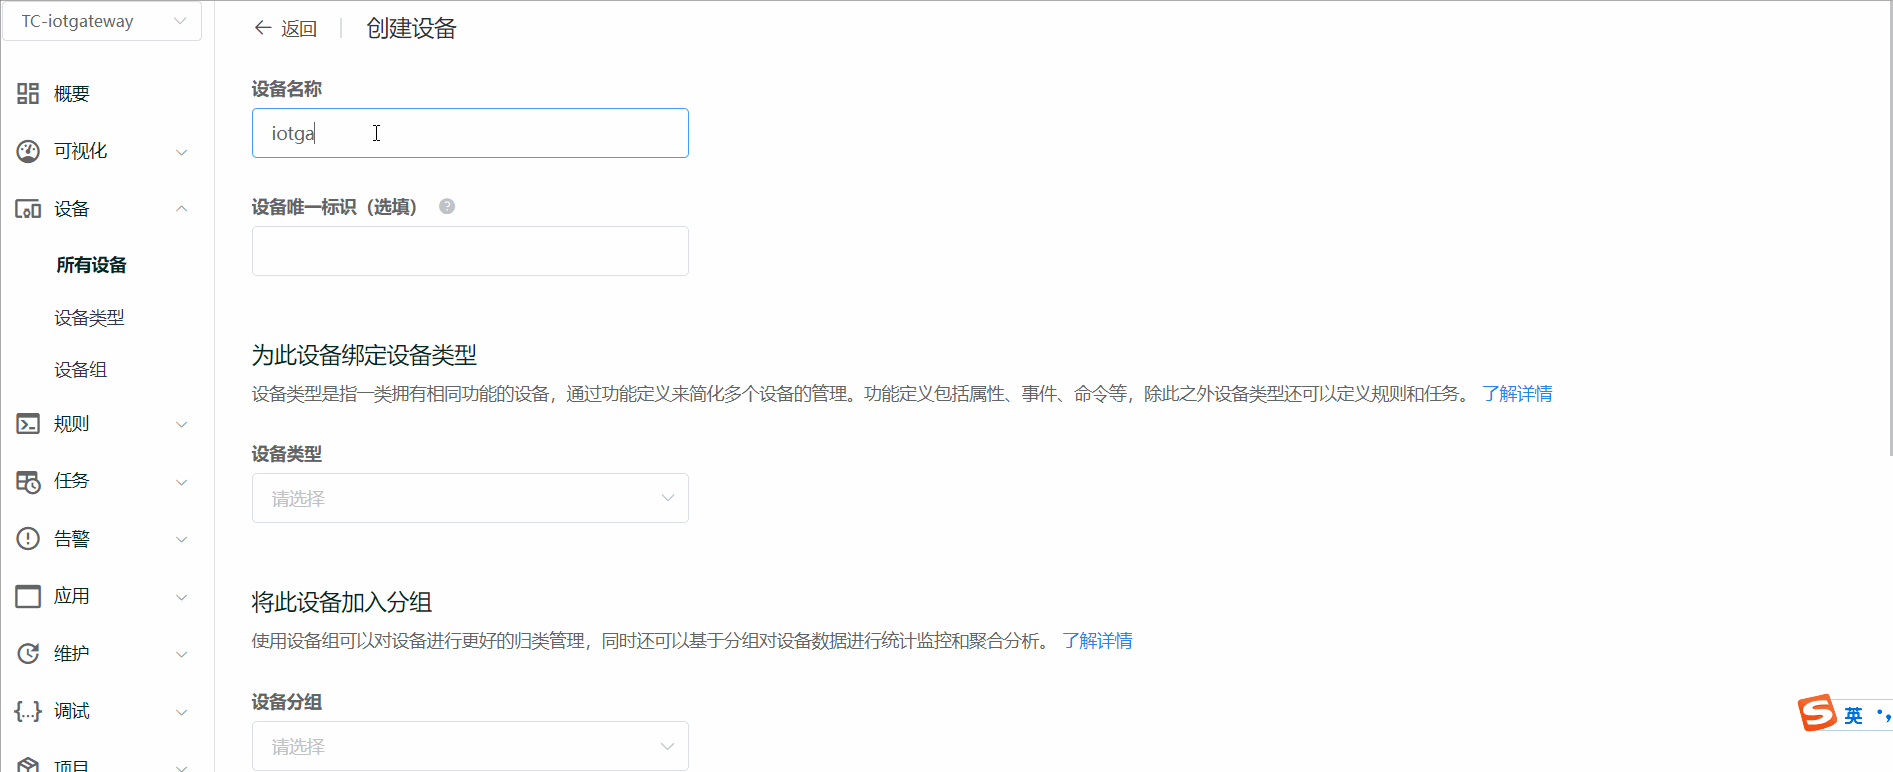 TC-iotgateway
概要
可视化
设备
所有设备
设备类型
设备组
规则
任务
告警
应用
维护
调试
项目
返回
创建设备
设备名称
iotga
设备唯一标识（选填）
?
为此设备绑定设备类型
设备类型是指一类拥有相同功能的设备，通过功能定义来简化多个设备的管理。功能定义包括属性、事件、命令等，除此之外设备类型还可以定义规则和任务。 了解详情
设备类型
请选择
将此设备加入分组
使用设备组可以对设备进行更好的归类管理，同时还可以基于分组对设备数据进行统计监控和聚合分析。 了解详情
设备分组
请选择
S 英